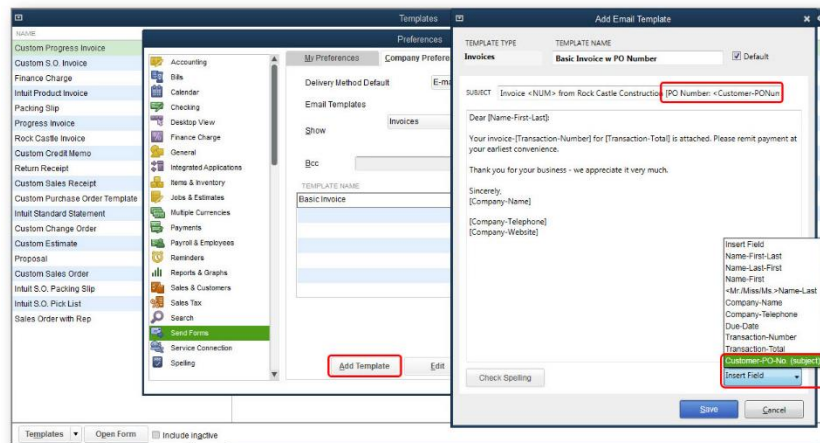 Templates
NAME
Custom Progress Invoice
Custom S.O. Invoice
Finance Charge
Intuit Product Invoice
Packing Slip
Progress Invoice
Rock Castle Invoice
Custom Credit Memo
Return Receipt
Custom Sales Receipt
Custom Purchase Order Template
Intuit Standard Statement
Custom Change Order
Custom Estimate
Proposal
Custom Sales Order
Intuit S.O. Packing Slip
Intuit S.O. Pick List
Sales Order with Rep
Templates
Open Form
Include inactive
Preferences
Accounting
Bills
Calendar
Checking
Desktop View
Finance Charge
General
Integrated Applications
Items & Inventory
Jobs & Estimates
Multiple Currencies
Payments
Payroll & Employees
Reminders
Reports & Graphs
Sales & Customers
Sales Tax
Search
Send Forms
Service Connection
Spelling
My Preferences
Company Prefere
Delivery Method Default
E-ma
Email Templates
Show
Invoices
Bcc
TEMPLATE NAME
Basic Invoice
Add Template
Edit
Add Email Template
TEMPLATE TYPE
TEMPLATE NAME
Invoices
Basic Invoice w PO Number
Default
SUBJECT
Invoice <NUM> from Rock Castle Construction [PO Number: <Customer-PONum
Dear [Name-First-Last]:
Your invoice-[Transaction-Number] for [Transaction-Total] is attached. Please remit payment at
your earliest convenience.
Thank you for your business - we appreciate it very much.
Sincerely,
[Company-Name]
[Company-Telephone]
[Company-Website]
Insert Field
Name-First-Last
Name-Last-First
Name-First
<Mr./Miss/Ms.>Name-Last
Company-Name
Company-Telephone
Due-Date
Transaction-Number
Transaction-Total
Customer-PO-No. (subject)
Insert Field
Check Spelling
Save
Cancel